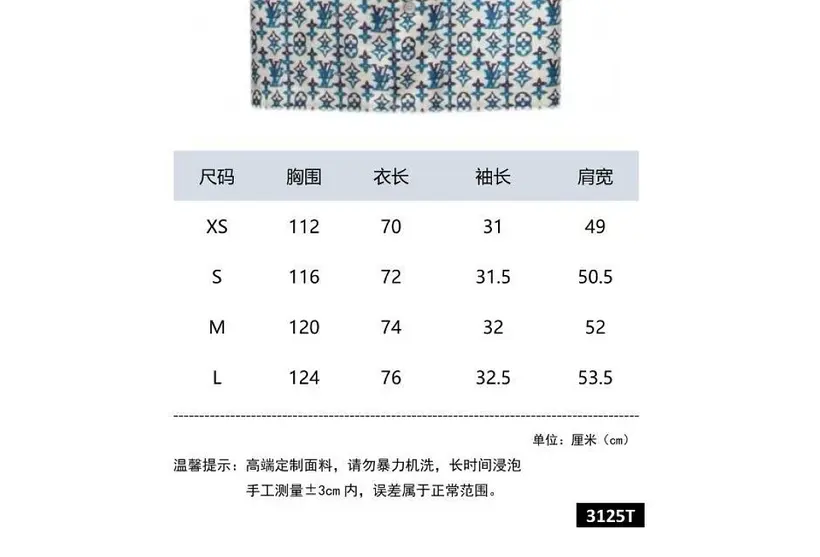 尺码 胸围 衣长 袖长 肩宽
XS 112 70 31 49
S 116 72 31.5 50.5
M 120 74 32 52
L 124 76 32.5 53.5
单位：厘米（cm）
温馨提示：高端定制面料，请勿暴力机洗，长时间浸泡
手工测量±3cm内，误差属于正常范围。
3125T